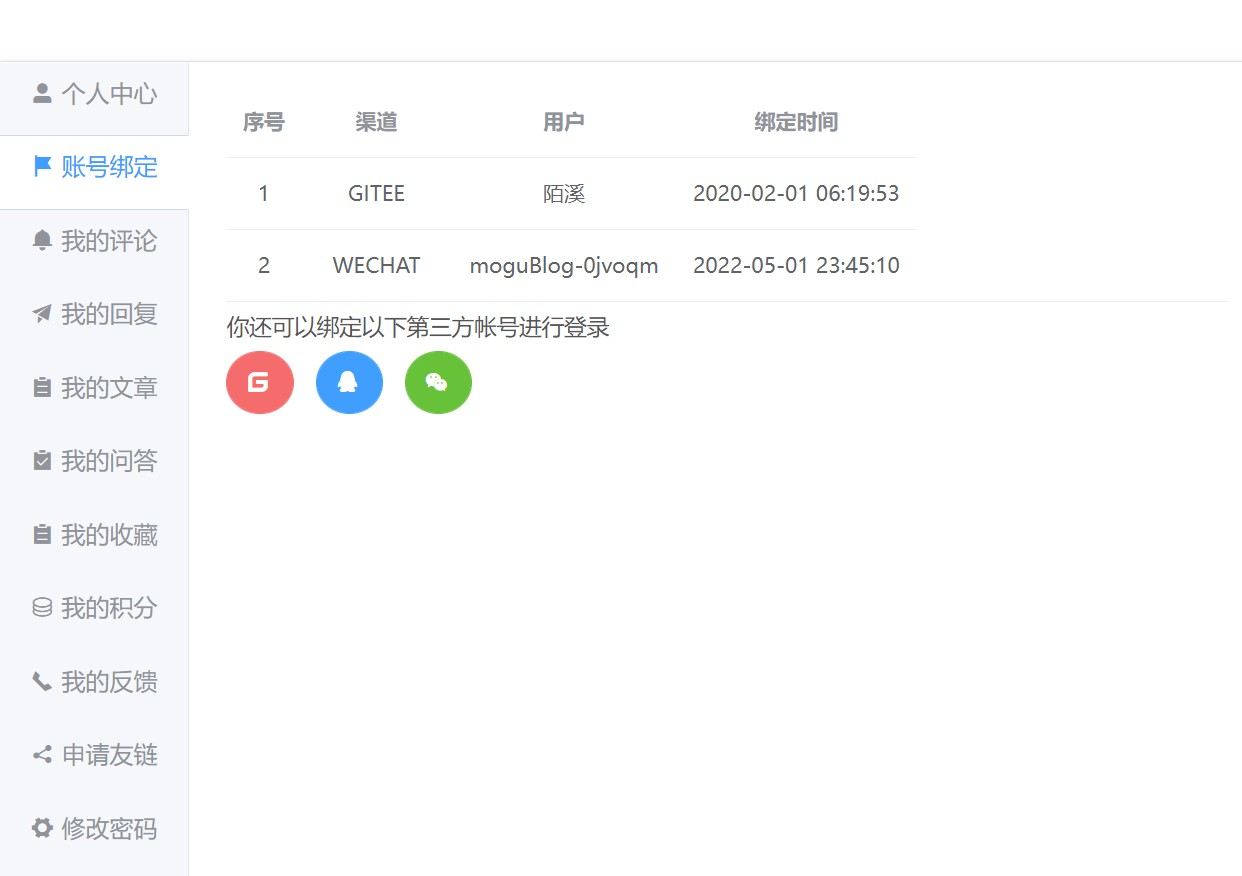 个人中心
账号绑定
我的评论
我的回复
我的文章
我的问答
我的收藏
我的积分
我的反馈
申请友链
修改密码
序号 渠道 用户 绑定时间
1 GITEE 陌溪 2020-02-01 06:19:53
2 WECHAT moguBlog-0jvoqm 2022-05-01 23:45:10
你还可以绑定以下第三方帐号进行登录